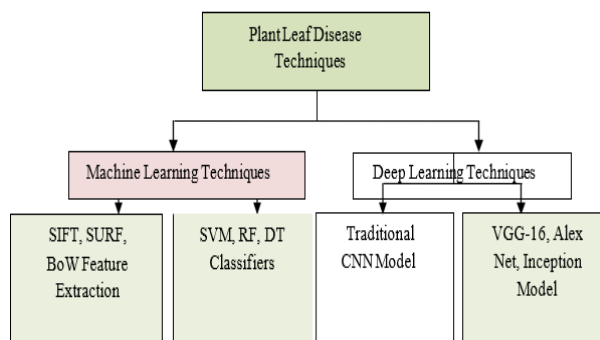 Plant Leaf Disease
Techniques
Machine Learning Techniques
Deep Learning Techniques
SIFT, SURF,
BoW Feature
Extraction
SVM, RF, DT
Classifiers
Traditional
CNN Model
VGG-16, Alex
Net, Inception
Model